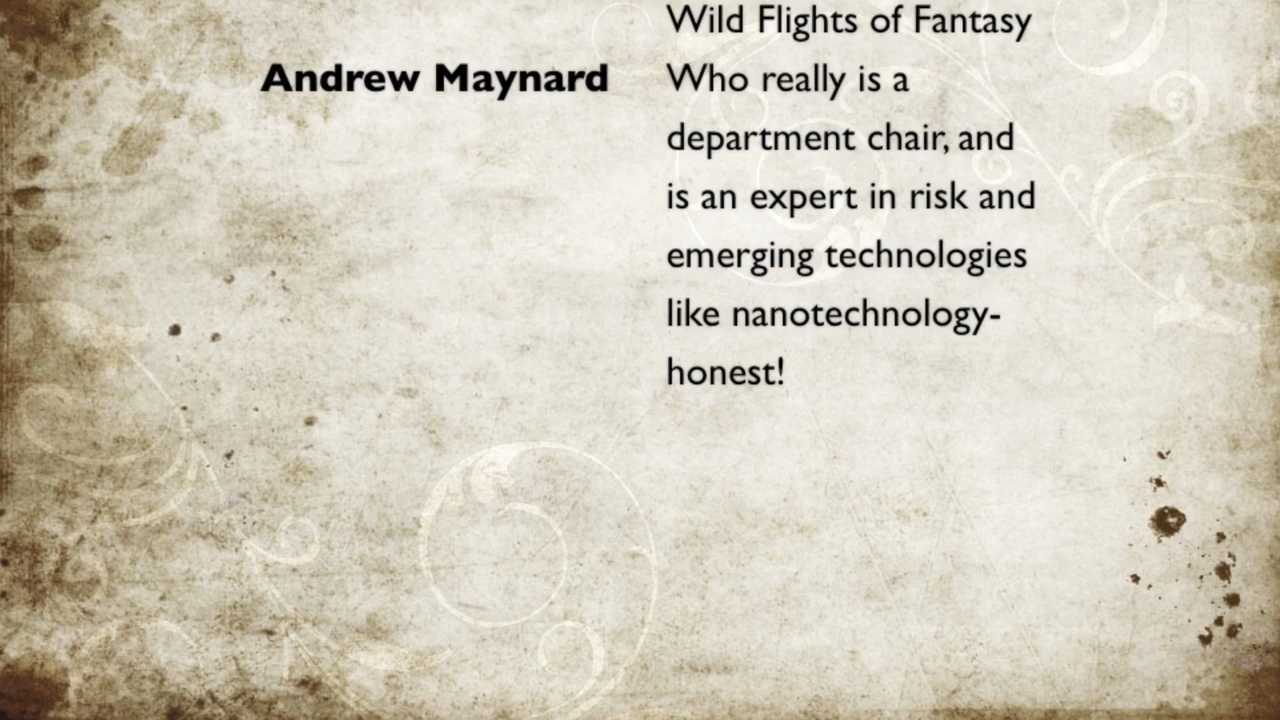 Wild Flights of Fantasy
Andrew Maynard Who really is a
department chair, and
is an expert in risk and
emerging technologies
like nanotechnology-
honest!